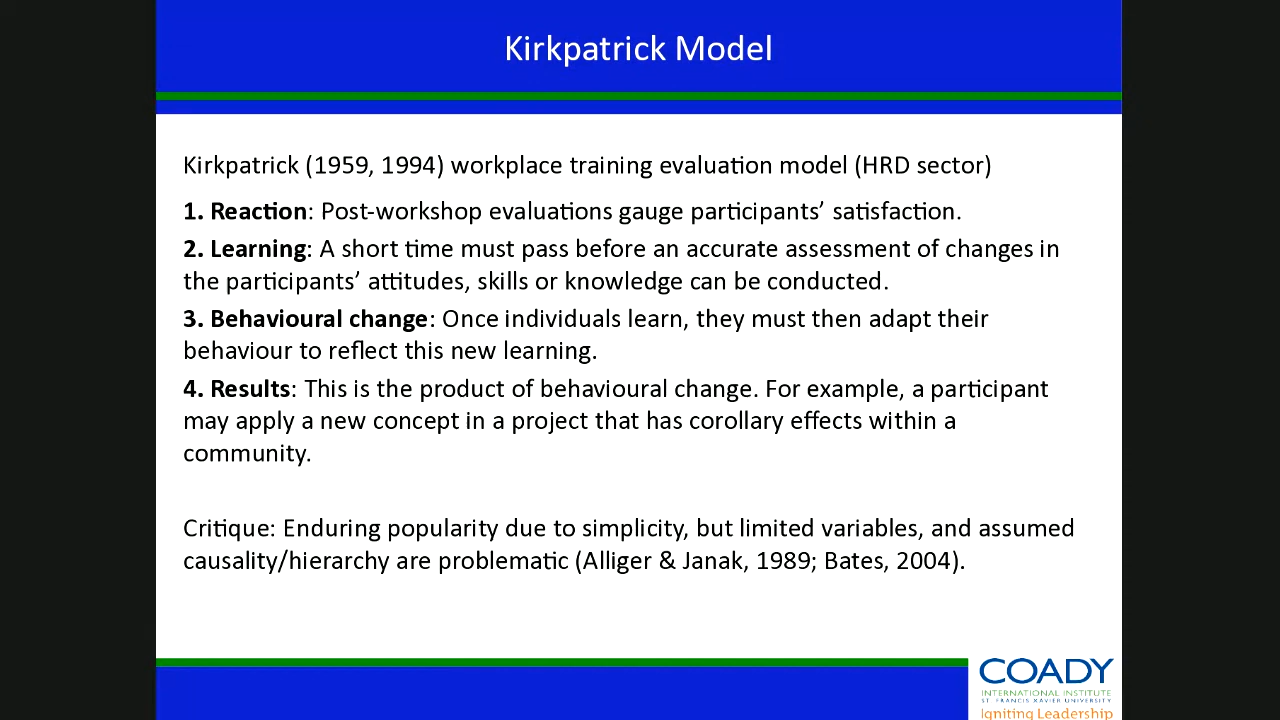 Kirkpatrick Model
Kirkpatrick (1959, 1994) workplace training evaluation model (HRD sector)
1. Reaction: Post-workshop evaluations gauge participants’ satisfaction.
2. Learning: A short time must pass before an accurate assessment of changes in
the participants’ attitudes, skills or knowledge can be conducted.
3. Behavioural change: Once individuals learn, they must then adapt their
behaviour to reflect this new learning.
4. Results: This is the product of behavioural change. For example, a participant
may apply a new concept in a project that has corollary effects within a
community.
Critique: Enduring popularity due to simplicity, but limited variables, and assumed
causality/hierarchy are problematic (Alliger & Janak, 1989; Bates, 2004).
COADY
INTERNATIONAL INSTITUTE
ST. FRANCIS XAVIER UNIVERSITY
Igniting Leadership